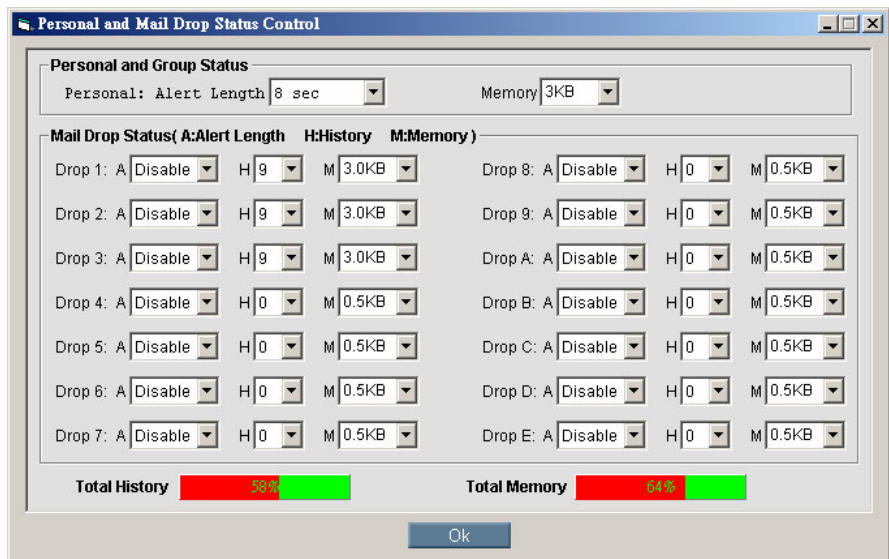 Personal and Mail Drop Status Control
Personal and Group Status
Personal: Alert Length 8 sec Memory 3KB
Mail Drop Status( A:Alert Length H:History M:Memory )
Drop 1: A Disable H 9 M 3.0KB Drop 8: A Disable H 0 M 0.5KB
Drop 2: A Disable H 9 M 3.0KB Drop 9: A Disable H 0 M 0.5KB
Drop 3: A Disable H 9 M 3.0KB Drop A: A Disable H 0 M 0.5KB
Drop 4: A Disable H 0 M 0.5KB Drop B: A Disable H 0 M 0.5KB
Drop 5: A Disable H 0 M 0.5KB Drop C: A Disable H 0 M 0.5KB
Drop 6: A Disable H 0 M 0.5KB Drop D: A Disable H 0 M 0.5KB
Drop 7: A Disable H 0 M 0.5KB Drop E: A Disable H 0 M 0.5KB
Total History 58% Total Memory 64%
Ok